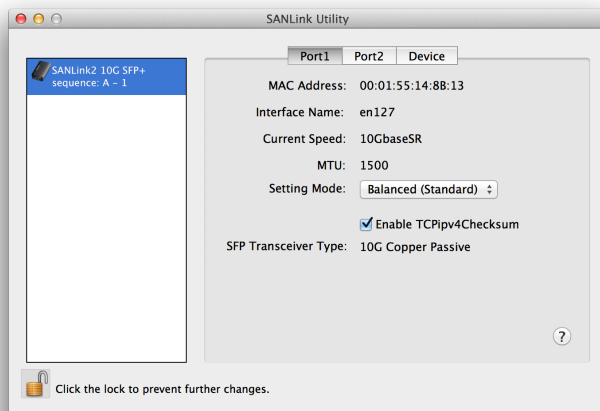 SANLink Utility
SANLink2 10G SFP+
sequence: A - 1
Port1 Port2 Device
MAC Address: 00:01:55:14:8B:13
Interface Name: en127
Current Speed: 10GbaseSR
MTU: 1500
Setting Mode: Balanced (Standard)
Enable TCPipv4Checksum
SFP Transceiver Type: 10G Copper Passive
?
Click the lock to prevent further changes.